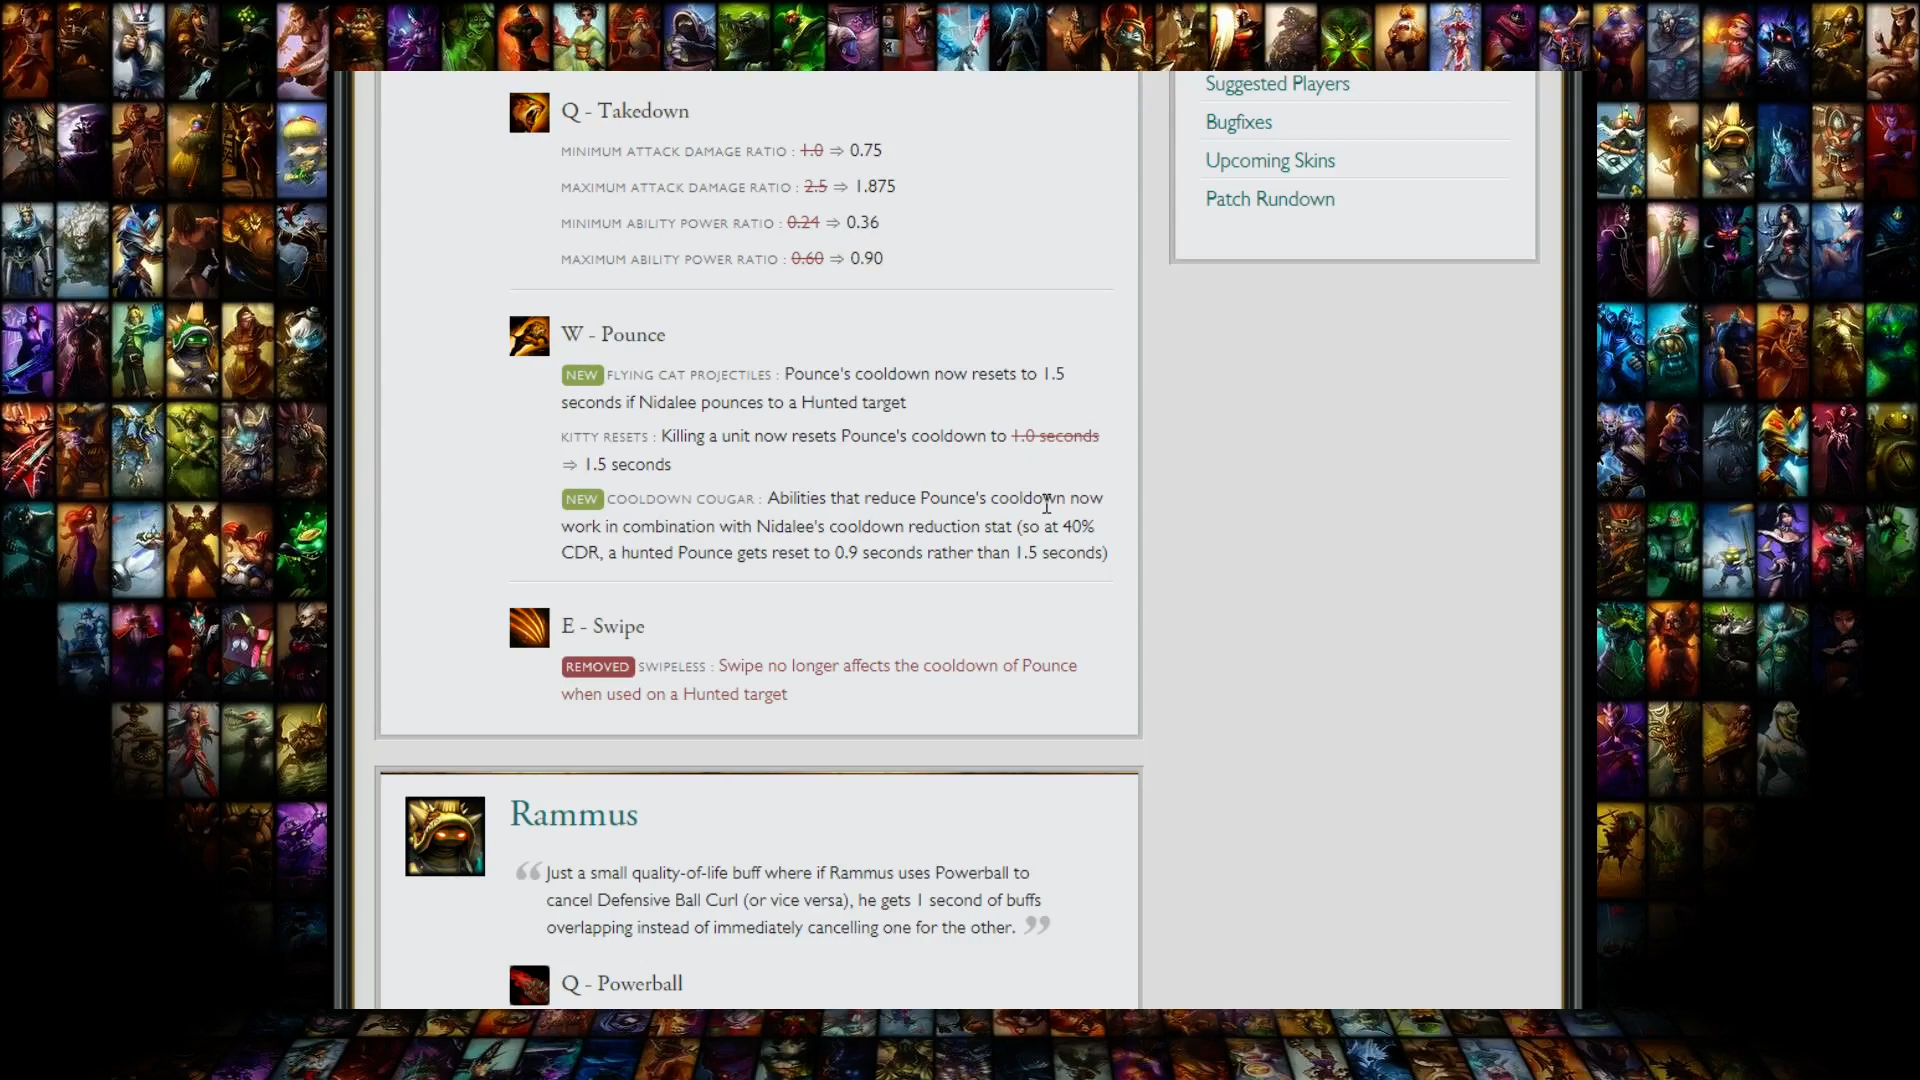 Q - Takedown
MINIMUM ATTACK DAMAGE RATIO : 1.0 ⇒ 0.75
MAXIMUM ATTACK DAMAGE RATIO : 2.5 ⇒ 1.875
MINIMUM ABILITY POWER RATIO : 0.24 ⇒ 0.36
MAXIMUM ABILITY POWER RATIO : 0.60 ⇒ 0.90
W - Pounce
NEW FLYING CAT PROJECTILES : Pounce's cooldown now resets to 1.5
seconds if Nidalee pounces to a Hunted target
KITTY RESETS : Killing a unit now resets Pounce's cooldown to 1.0 seconds
⇒ 1.5 seconds
NEW COOLDOWN COUGAR : Abilities that reduce Pounce's cooldown now
work in combination with Nidalee's cooldown reduction stat (so at 40%
CDR, a hunted Pounce gets reset to 0.9 seconds rather than 1.5 seconds)
E - Swipe
REMOVED SWIPELESS : Swipe no longer affects the cooldown of Pounce
when used on a Hunted target
Rammus
“Just a small quality-of-life buff where if Rammus uses Powerball to
cancel Defensive Ball Curl (or vice versa), he gets 1 second of buffs
overlapping instead of immediately cancelling one for the other. ”
Q - Powerball
Suggested Players
Bugfixes
Upcoming Skins
Patch Rundown